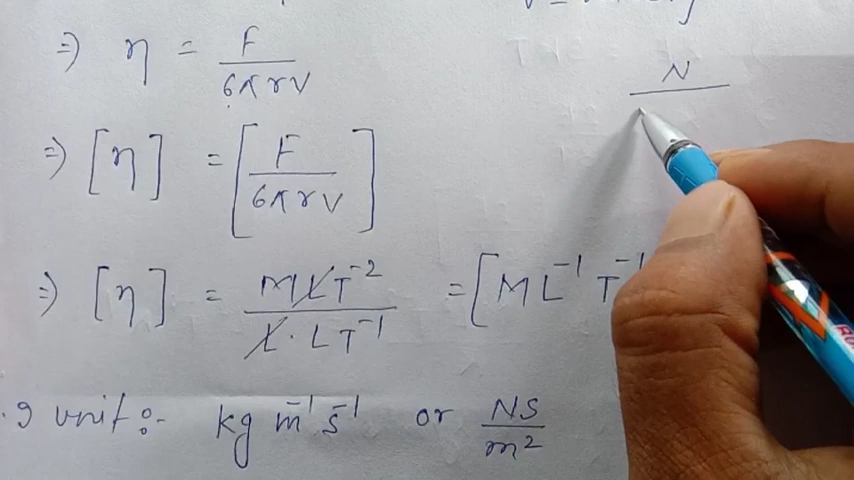 ⇒ η = F / 6πrv
N
⇒ [η] = [F / 6πrv]
⇒ [η] = MLT⁻² / L · LT⁻¹ = [ML⁻¹T⁻¹
.g unit :- kg m⁻¹ s⁻¹ or NS / m²